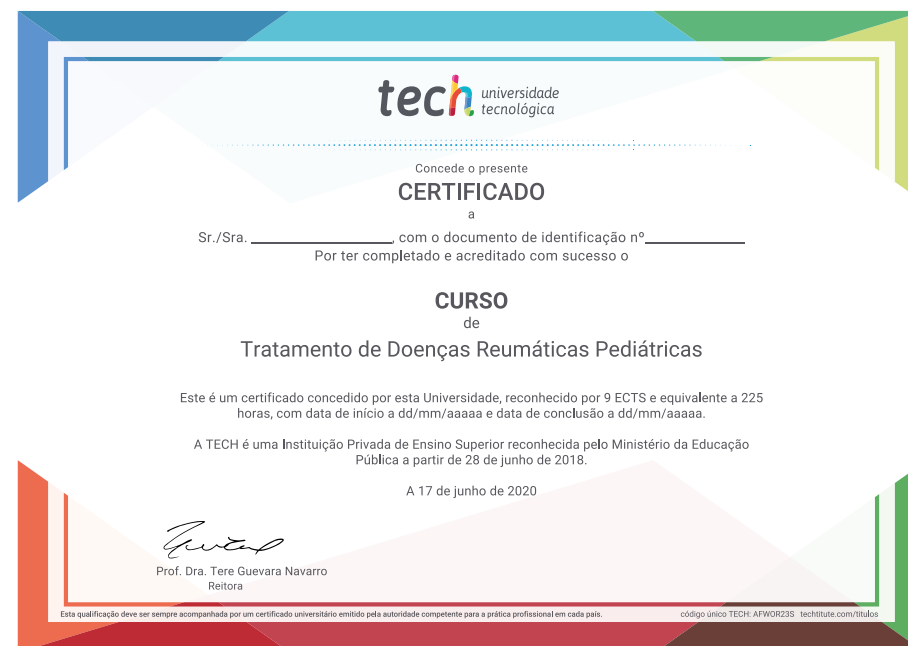 tech universidade
tecnológica
Concede o presente
CERTIFICADO
a
Sr./Sra. ________________, com o documento de identificação nº____________
Por ter completado e acreditado com sucesso o
CURSO
de
Tratamento de Doenças Reumáticas Pediátricas
Este é um certificado concedido por esta Universidade, reconhecido por 9 ECTS e equivalente a 225
horas, com data de início a dd/mm/aaaaa e data de conclusão a dd/mm/aaaaa.
A TECH é uma Instituição Privada de Ensino Superior reconhecida pelo Ministério da Educação
Pública a partir de 28 de junho de 2018.
A 17 de junho de 2020
Prof. Dra. Tere Guevara Navarro
Reitora
Esta qualificação deve ser sempre acompanhada por um certificado universitário emitido pela autoridade competente para a prática profissional em cada país.
código único TECH: AFWOR23S techtitute.com/titulos